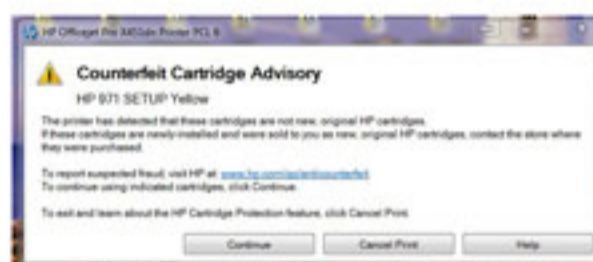 HP Officejet Pro X451dn Printer PCL 6
Counterfeit Cartridge Advisory
HP 971 SETUP Yellow
The printer has detected that these cartridges are not new, original HP cartridges.
If these cartridges are newly installed and were sold to you as new, original HP cartridges, contact the store where
they were purchased.
To report suspected fraud, visit HP at: www.hp.com/go/anticounterfeit.
To continue using indicated cartridges, click Continue.
To exit and learn about the HP Cartridge Protection feature, click Cancel Print.
Continue
Cancel Print
Help